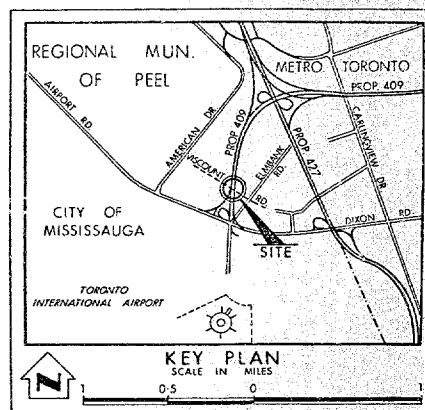 REGIONAL MUN.
OF PEEL
METRO. TORONTO
PROP. 409
AIRPORT RD.
AMERICAN DR.
PROP. 409
VISCOUNT RD.
ELMBANK RD.
PROP. 427
CARLINGVIEW DR.
DIXON RD.
CITY OF
MISSISSAUGA
SITE
TORONTO
INTERNATIONAL AIRPORT
KEY PLAN
SCALE IN MILES
N
1 0·5 0 1